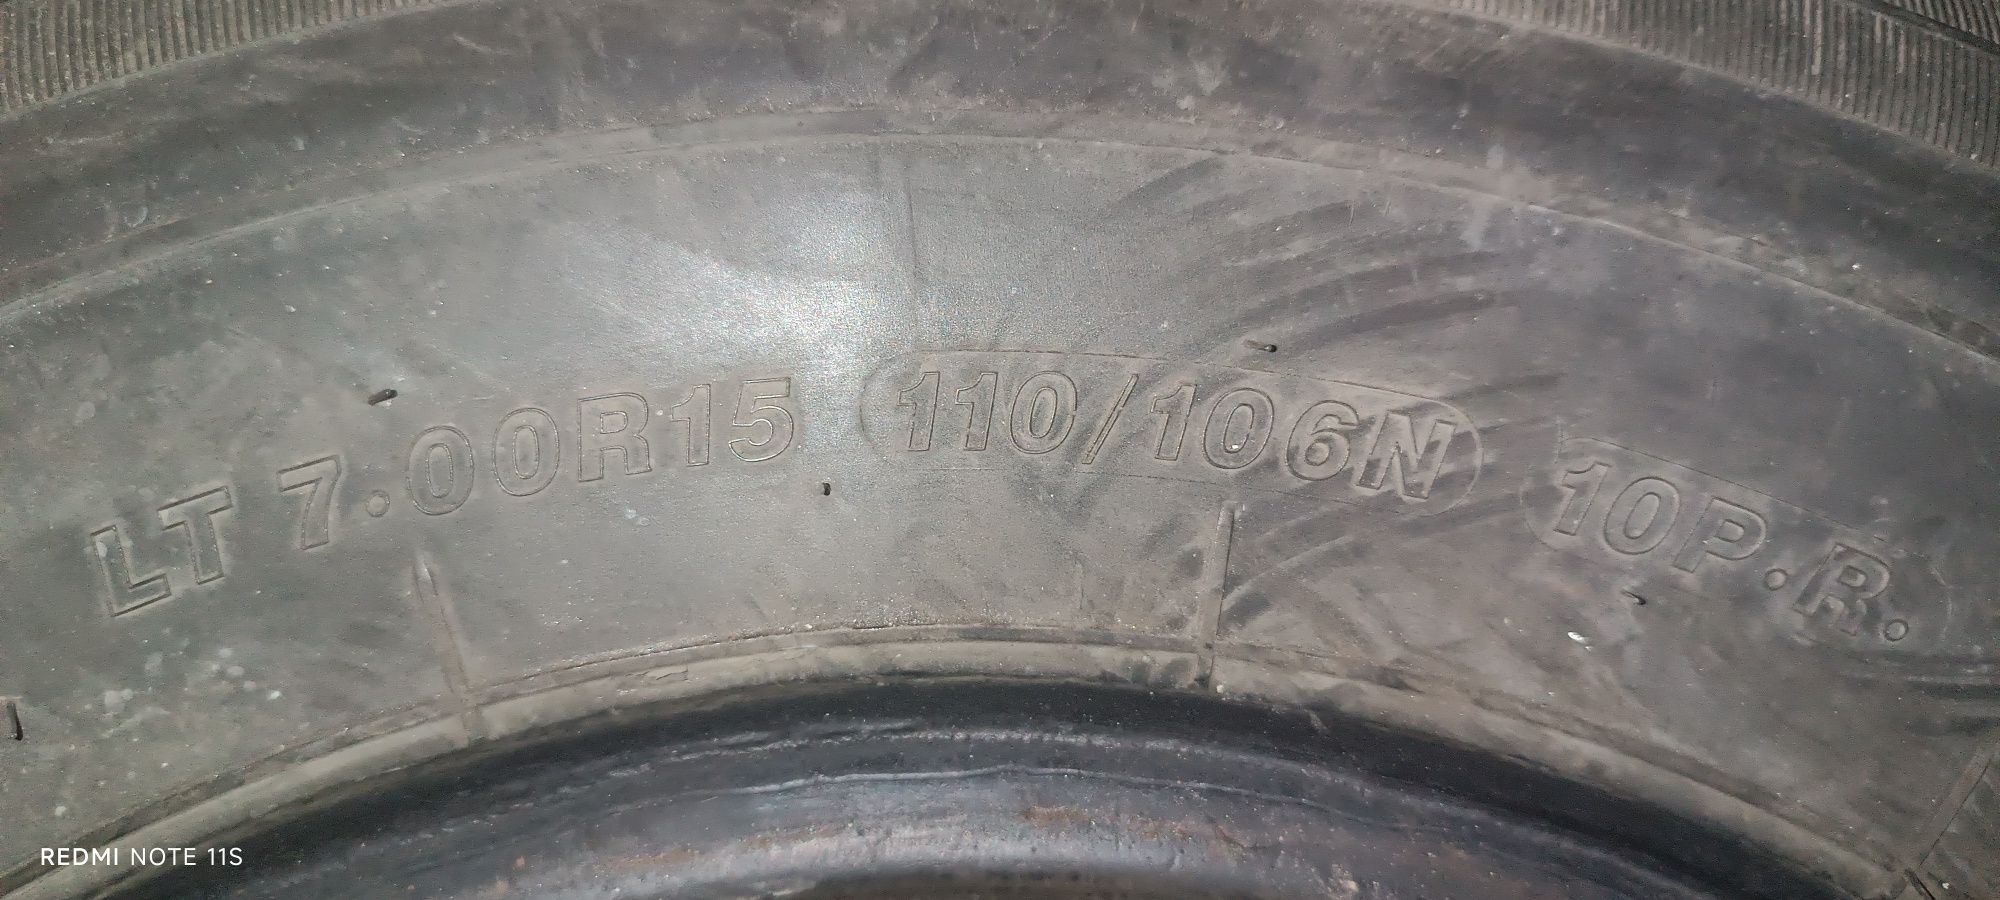 LT 7.00R15 110/106N 10P.R.
REDMI NOTE 11S